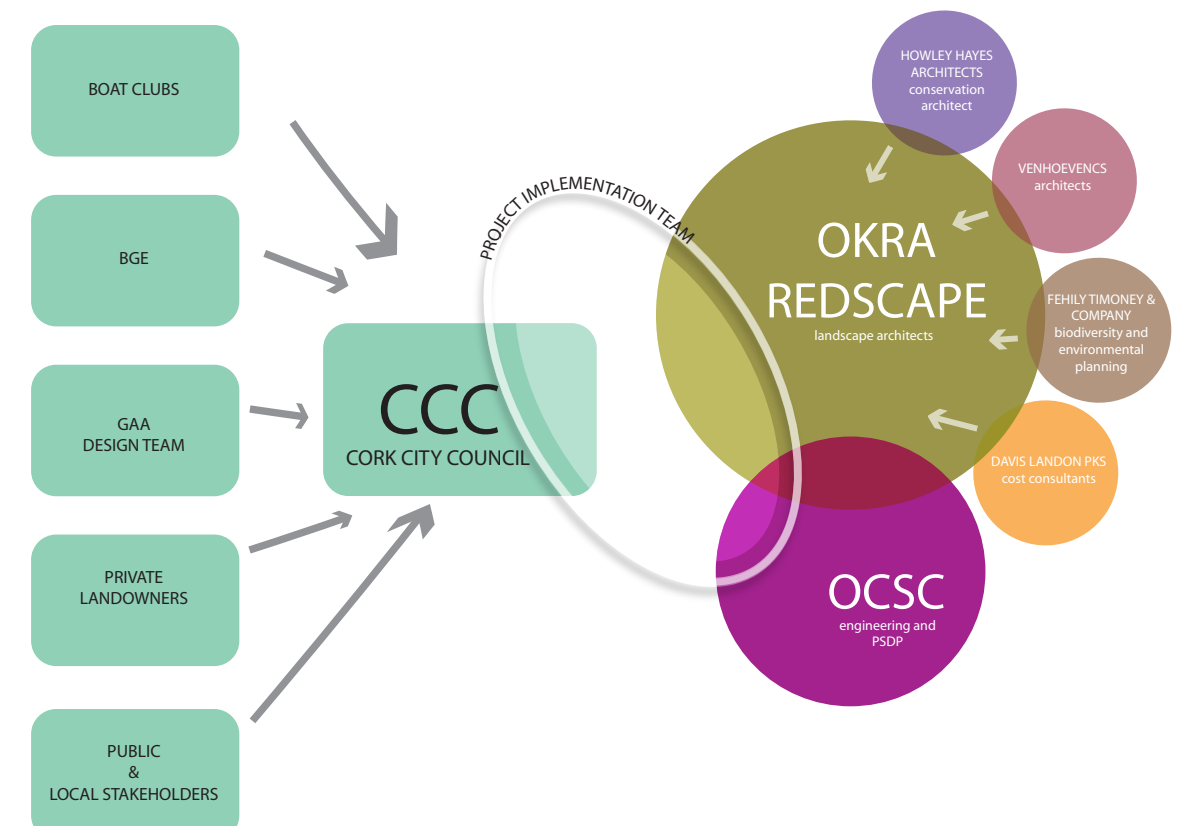 BOAT CLUBS
BGE
GAA
DESIGN TEAM
PRIVATE
LANDOWNERS
PUBLIC
&
LOCAL STAKEHOLDERS
CCC
CORK CITY COUNCIL
PROJECT IMPLEMENTATION TEAM
OKRA
REDSCAPE
landscape architects
OCSC
engineering and
PSDP
HOWLEY HAYES
ARCHITECTS
conservation
architect
VENHOEVENCS
architects
FEHILY TIMONEY &
COMPANY
biodiversity and
environmental
planning
DAVIS LANDON PKS
cost consultants